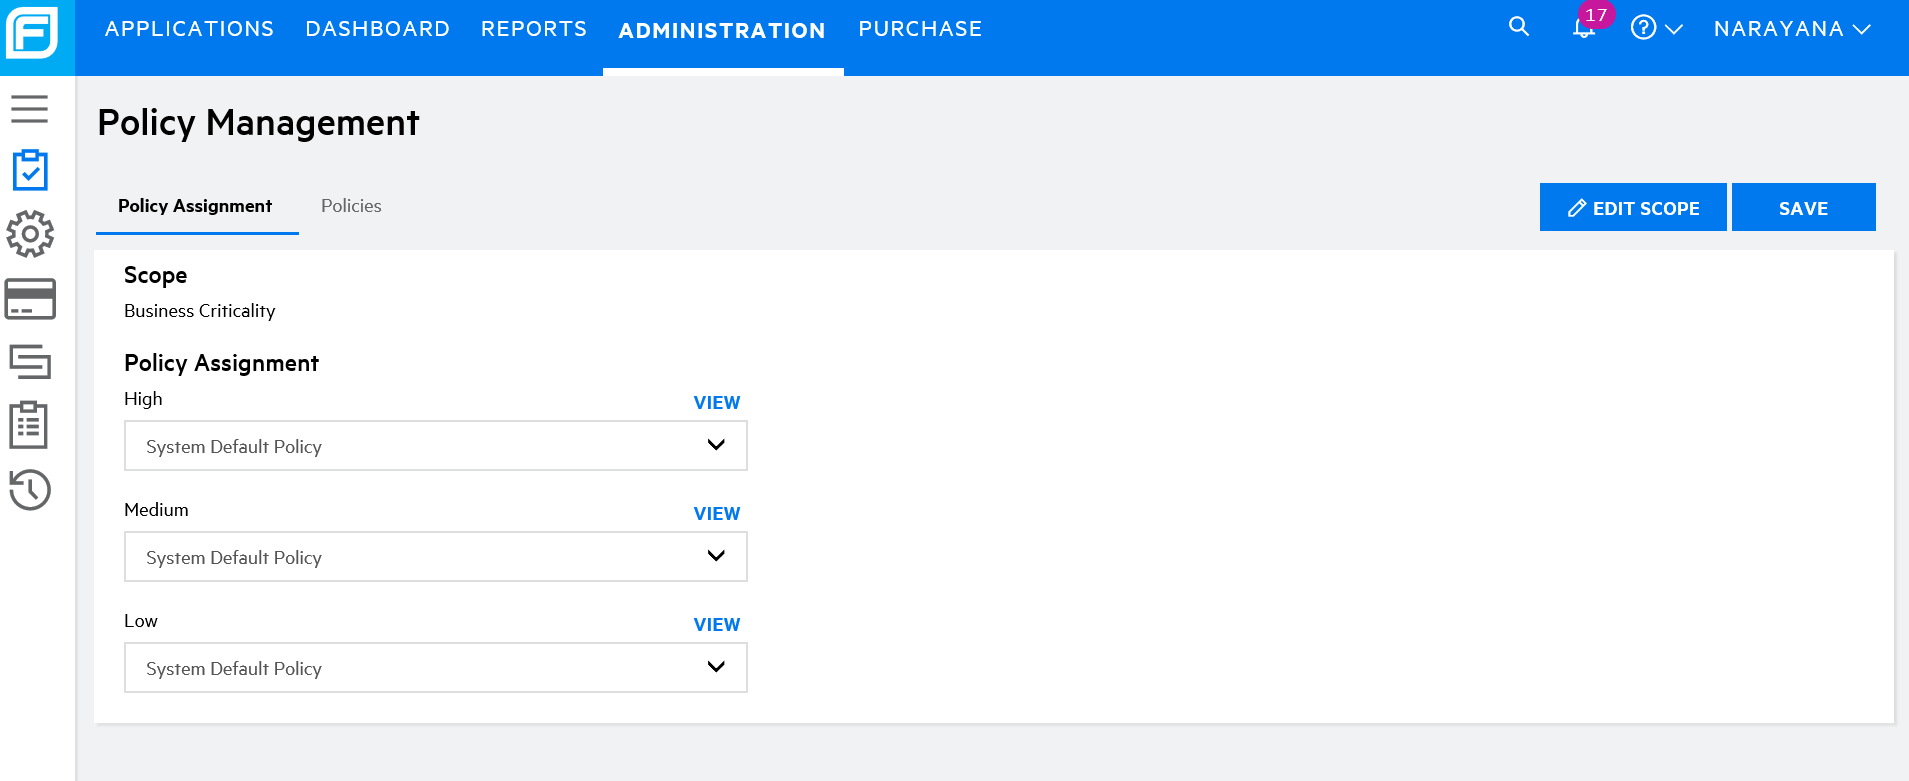 APPLICATIONS DASHBOARD REPORTS ADMINISTRATION PURCHASE 17 NARAYANA
Policy Management
Policy Assignment Policies EDIT SCOPE SAVE
Scope
Business Criticality
Policy Assignment
High VIEW
System Default Policy
Medium VIEW
System Default Policy
Low VIEW
System Default Policy